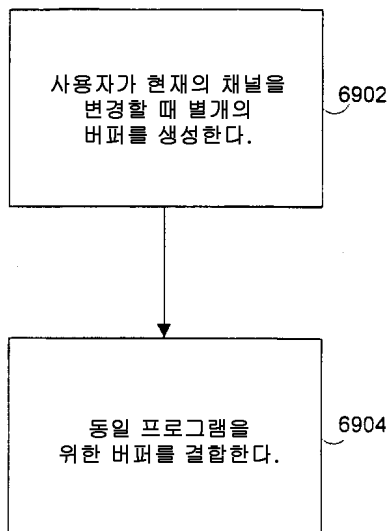 사용자가 현재의 채널을
변경할 때 별개의
버퍼를 생성한다.
6902
동일 프로그램을
위한 버퍼를 결합한다.
6904